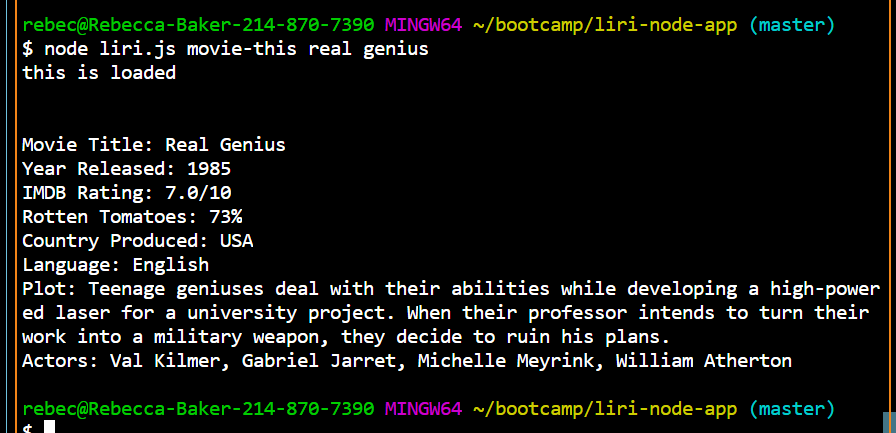 rebec@Rebecca-Baker-214-870-7390 MINGW64 ~/bootcamp/liri-node-app (master)
$ node liri.js movie-this real genius
this is loaded
Movie Title: Real Genius
Year Released: 1985
IMDB Rating: 7.0/10
Rotten Tomatoes: 73%
Country Produced: USA
Language: English
Plot: Teenage geniuses deal with their abilities while developing a high-power
ed laser for a university project. When their professor intends to turn their
work into a military weapon, they decide to ruin his plans.
Actors: Val Kilmer, Gabriel Jarret, Michelle Meyrink, William Atherton
rebec@Rebecca-Baker-214-870-7390 MINGW64 ~/bootcamp/liri-node-app (master)
$